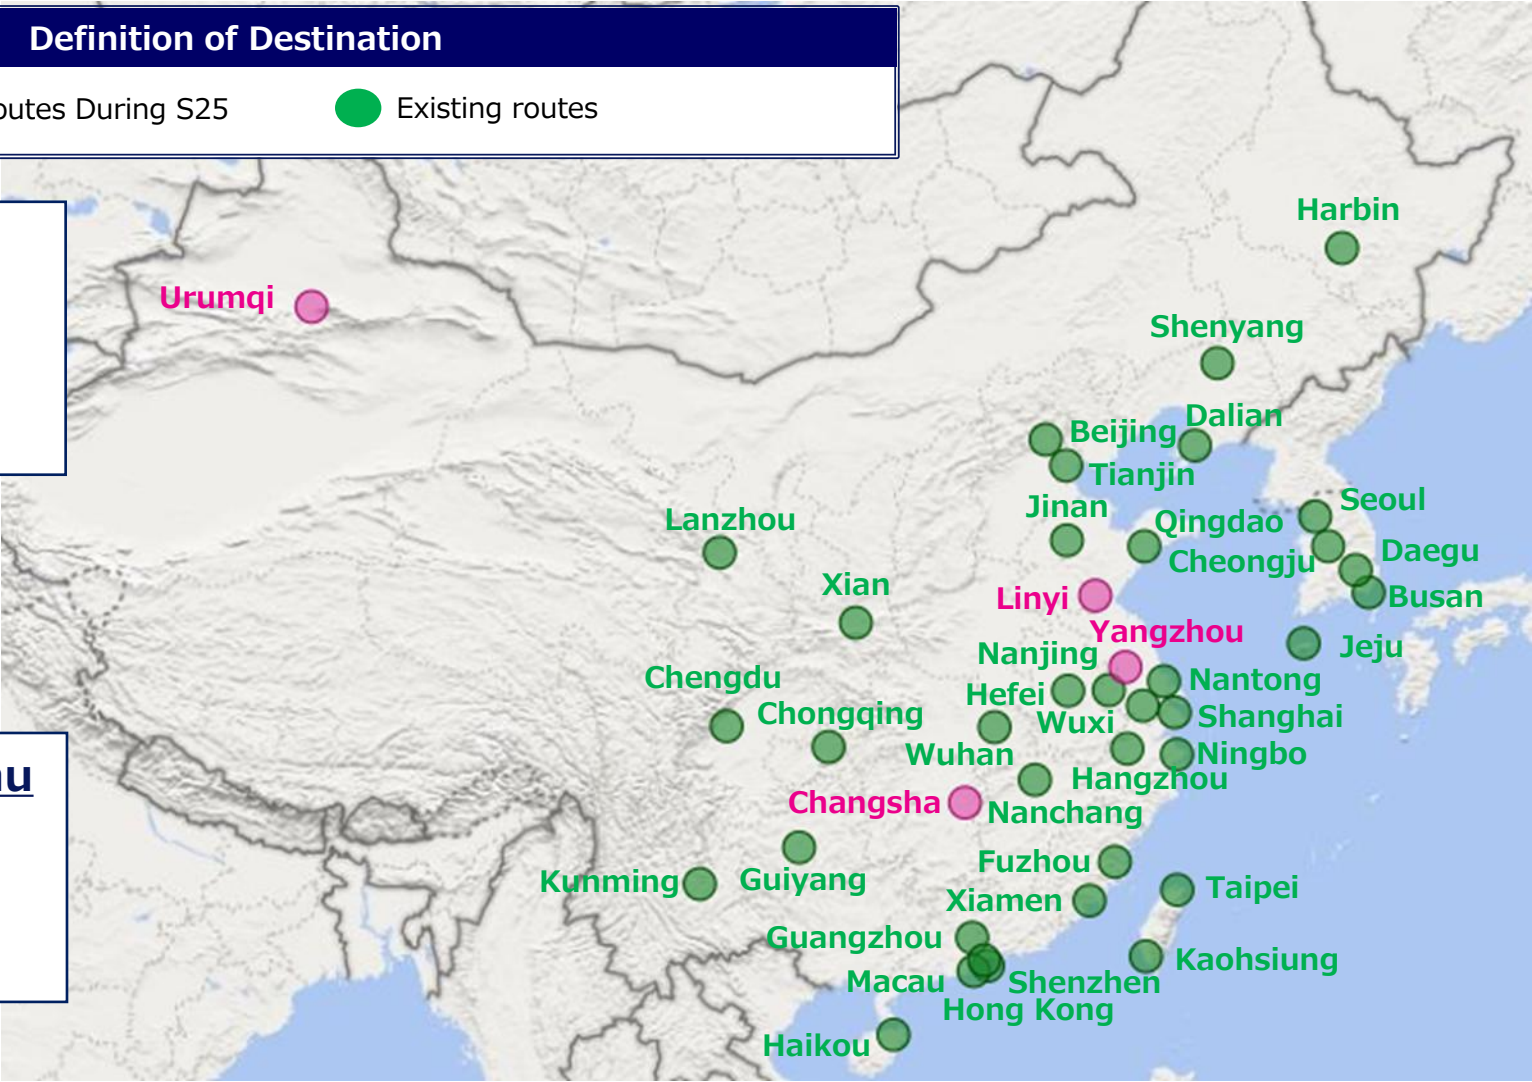 Definition of Destination
outes During S25
Existing routes
Harbin
Urumqi
Shenyang
Dalian
Beijing
Tianjin
Seoul
Jinan
Qingdao
Lanzhou
Cheongju
Daegu
Xian
Linyi
Busan
Yangzhou
Jeju
Nanjing
Chengdu
Nantong
Hefei
Chongqing
Wuxi
Shanghai
Wuhan
Ningbo
au
Hangzhou
Changsha
Nanchang
Fuzhou
Kunming
Guiyang
Taipei
Xiamen
Guangzhou
Kaohsiung
Macau
Shenzhen
Hong Kong
Haikou